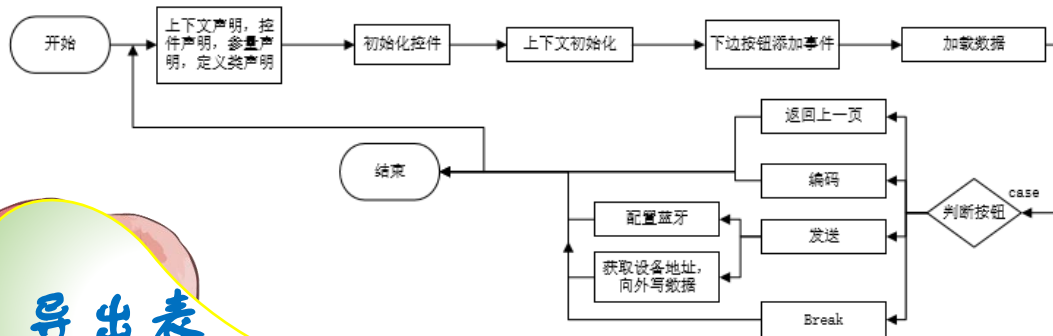 开始
上下文声明，控
件声明，参量声
明，定义类声明
初始化控件
上下文初始化
下边按钮添加事件
加载数据
返回上一页
结束
编码
case
判断按钮
配置蓝牙
发送
获取设备地址，
向外写数据
Break
导出表